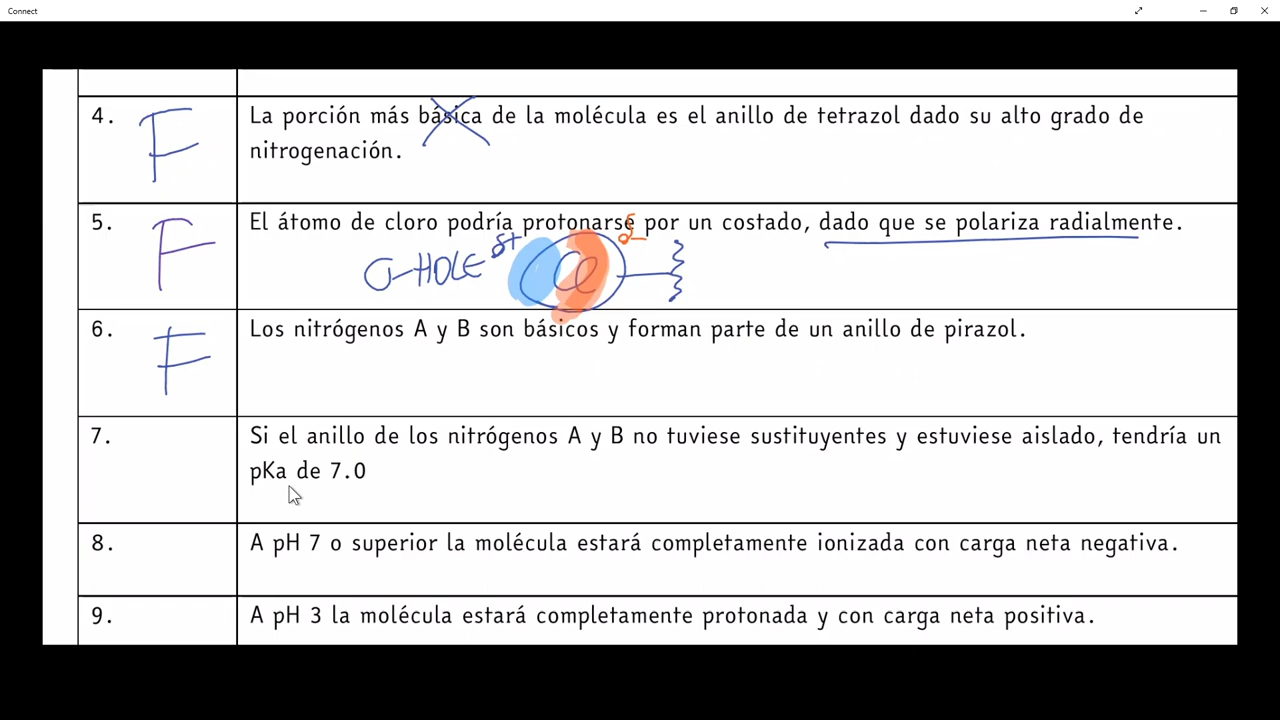 Connect
4.
F
La porción más básica de la molécula es el anillo de tetrazol dado su alto grado de
nitrogenación.
5.
F
El átomo de cloro podría protonarse por un costado, dado que se polariza radialmente.
σ-HOLE δ+ Cl δ-
6.
F
Los nitrógenos A y B son básicos y forman parte de un anillo de pirazol.
7.
Si el anillo de los nitrógenos A y B no tuviese sustituyentes y estuviese aislado, tendría un
pKa de 7.0
8.
A pH 7 o superior la molécula estará completamente ionizada con carga neta negativa.
9.
A pH 3 la molécula estará completamente protonada y con carga neta positiva.